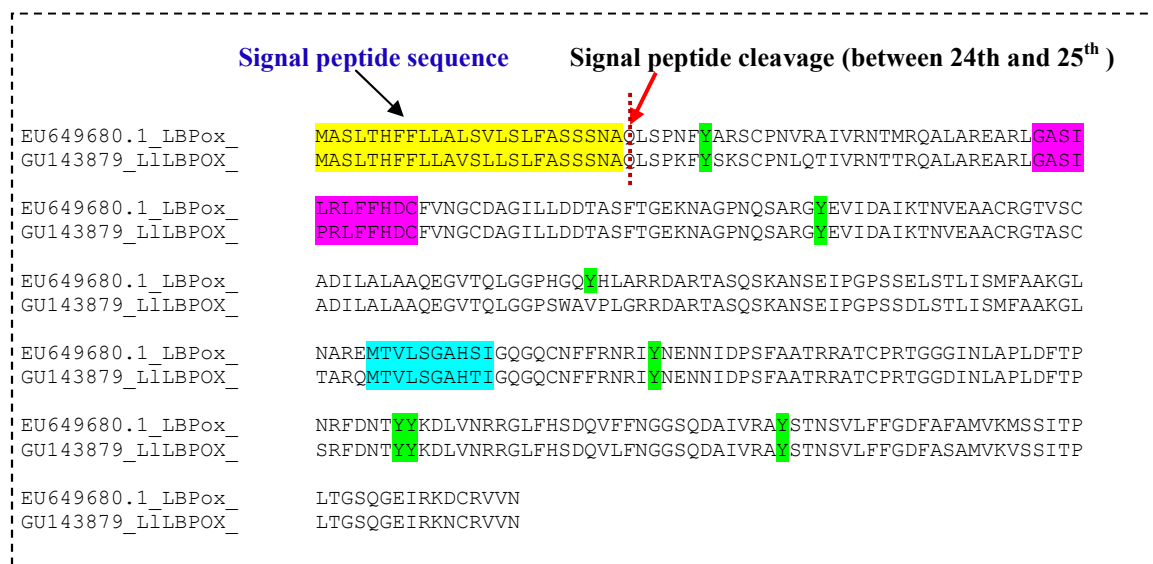 Signal peptide sequence Signal peptide cleavage (between 24th and 25th )
EU649680.1_LBPox_ MASLTHFFLLALSVLSLFASSSNAQLSPNFYARSCPNVRAIVRNTMRQALAREARLGASI
GU143879_LlLBPOX_ MASLTHFFLLAVSLLSLFASSSNAQLSPKFYSKSCPNLQTIVRNTTRQALAREARLGASI
EU649680.1_LBPox_ LRLFFHDCFVNGCDAGILLDDTASFTGEKNAGPNQSARGYEVIDAIKTNVEAACRGTVSC
GU143879_LlLBPOX_ PRLFFHDCFVNGCDAGILLDDTASFTGEKNAGPNQSARGYEVIDAIKTNVEAACRGTASC
EU649680.1_LBPox_ ADILALAAQEGVTQLGGPHGQYHLARRDARTASQSKANSEIPGPSSELSTLISMFAAKGL
GU143879_LlLBPOX_ ADILALAAQEGVTQLGGPSWAVPLGRRDARTASQSKANSEIPGPSSDLSTLISMFAAKGL
EU649680.1_LBPox_ NAREMTVLSGAHSIGQGQCNFFRNRIYNENNIDPSFAATRRATCPRTGGGINLAPLDFTP
GU143879_LlLBPOX_ TARQMTVLSGAHTIGQGQCNFFRNRIYNENNIDPSFAATRRATCPRTGGDINLAPLDFTP
EU649680.1_LBPox_ NRFDNTYYKDLVNRRGLFHSDQVFFNGGSQDAIVRAYSTNSVLFFGDFAFAMVKMSSITP
GU143879_LlLBPOX_ SRFDNTYYKDLVNRRGLFHSDQVLFNGGSQDAIVRAYSTNSVLFFGDFASAMVKVSSITP
EU649680.1_LBPox_ LTGSQGEIRKDCRVVN
GU143879_LlLBPOX_ LTGSQGEIRKNCRVVN